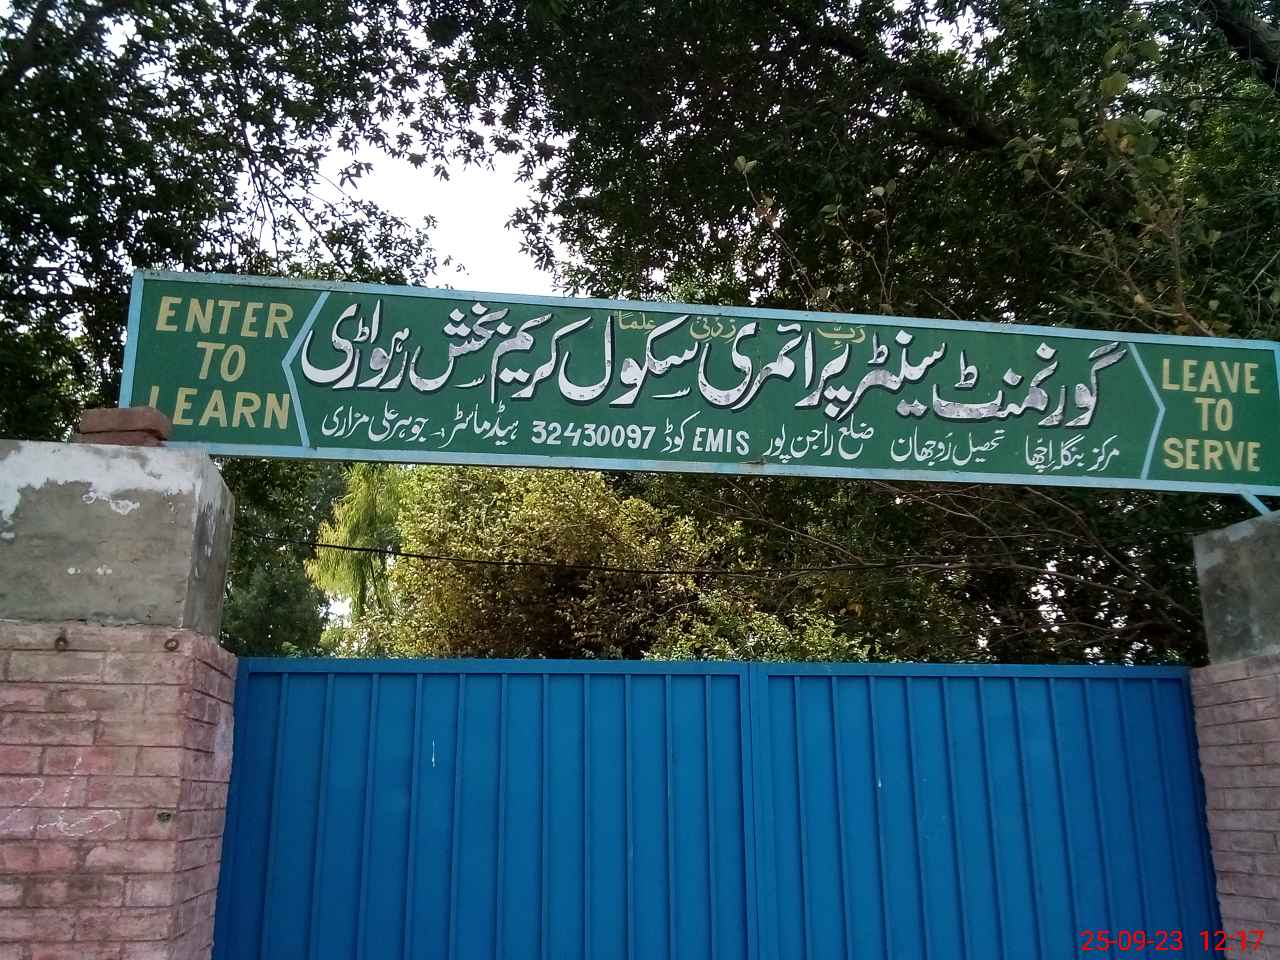 ENTER
TO
LEARN
رَبِّ زِدْنِی عِلْمًا
گورنمنٹ سینٹر پرائمری سکول کریم بخش رہواڑی
مرکز بنگلہ اچھا تحصیل روجھان ضلع راجن پور EMIS کوڈ 32430097 ہیڈ ماسٹر۔ جوہر علی مزاری
LEAVE
TO
SERVE
25-09-23 12:17